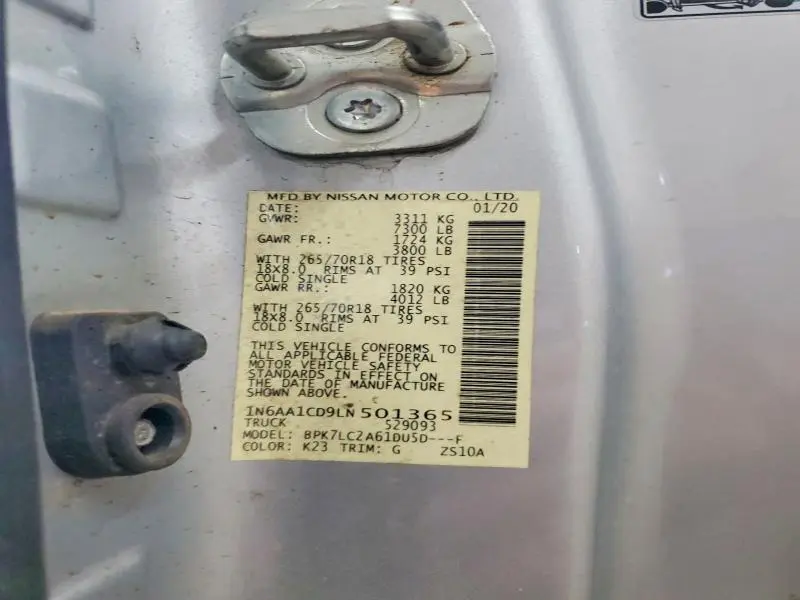 MFD BY NISSAN MOTOR CO., LTD.
DATE: 01/20
GVWR: 3311 KG
7300 LB
GAWR FR.: 1724 KG
3800 LB
WITH 265/70R18 TIRES
18X8.0 RIMS AT 39 PSI
COLD SINGLE
GAWR RR.: 1820 KG
4012 LB
WITH 265/70R18 TIRES
18X8.0 RIMS AT 39 PSI
COLD SINGLE
THIS VEHICLE CONFORMS TO
ALL APPLICABLE FEDERAL
MOTOR VEHICLE SAFETY
STANDARDS IN EFFECT ON
THE DATE OF MANUFACTURE
SHOWN ABOVE.
1N6AA1CD9LN501365
TRUCK 529093
MODEL: BPK7LC2A61DU5D---F
COLOR: K23 TRIM: G ZS10A